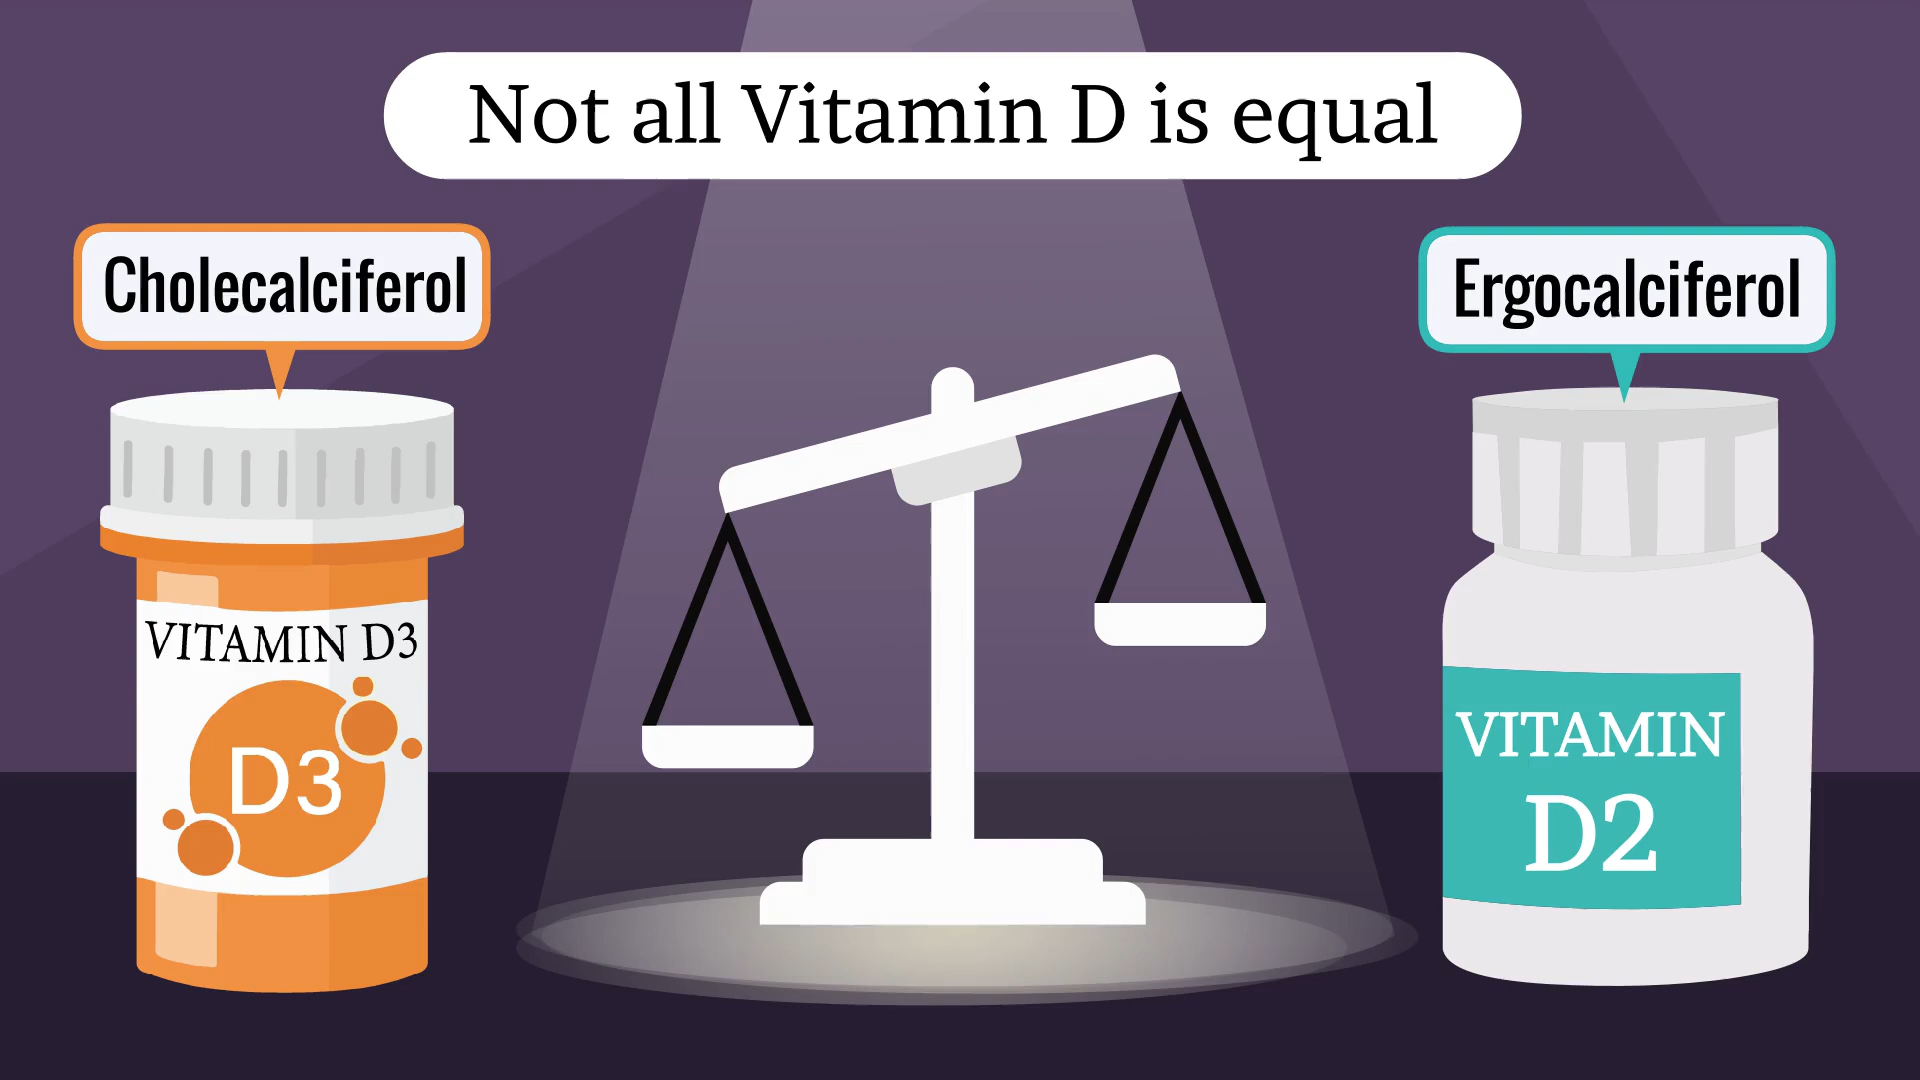 Not all Vitamin D is equal
Cholecalciferol
Ergocalciferol
VITAMIN D3
D3
VITAMIN
D2